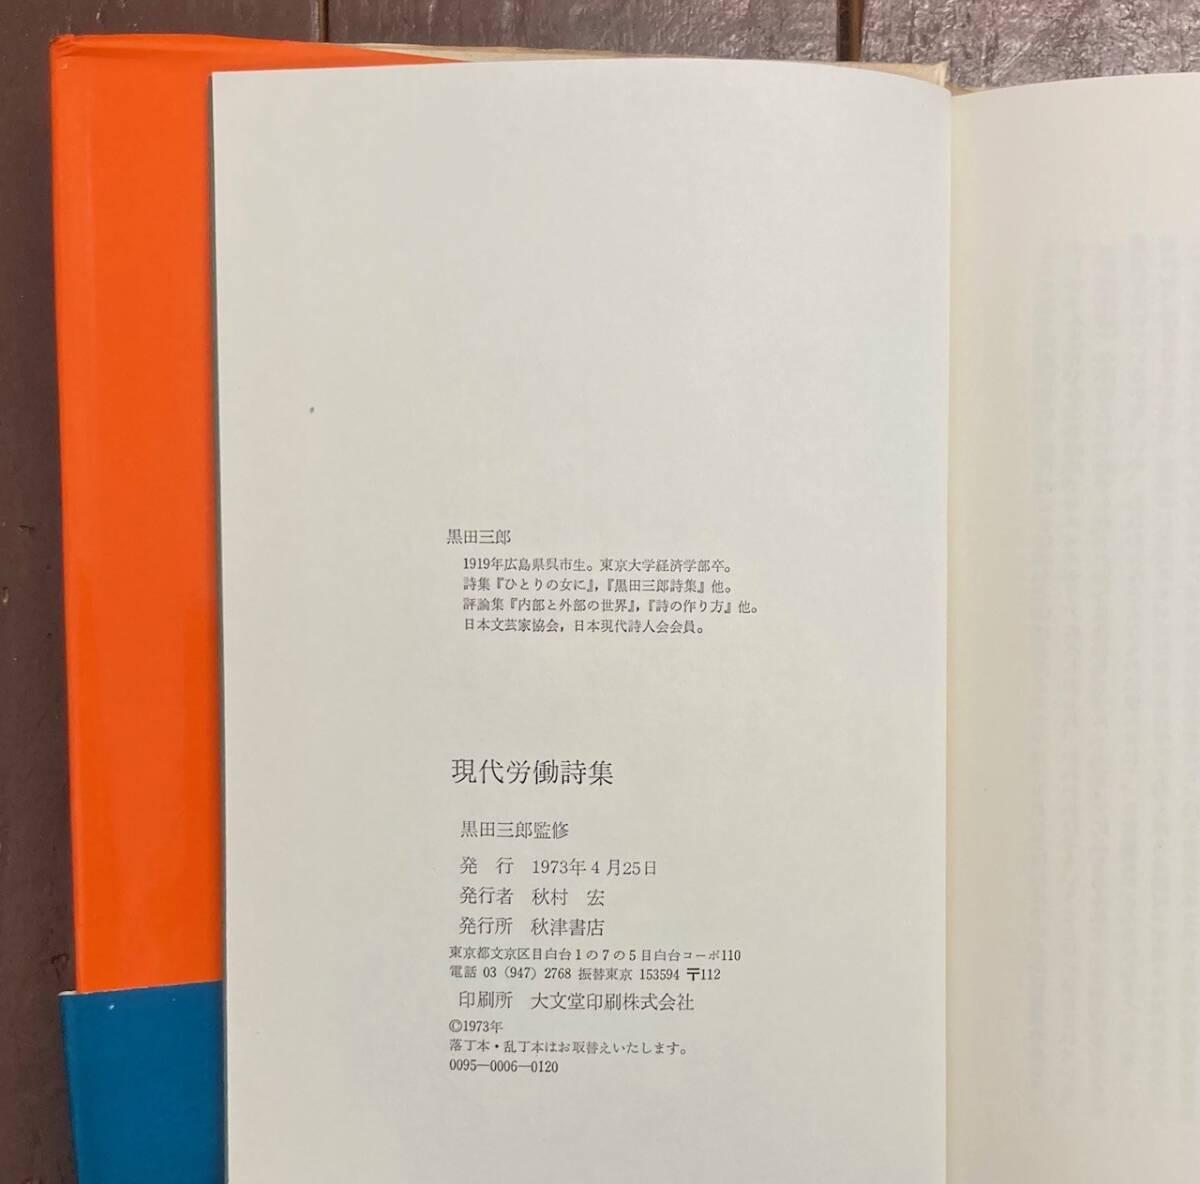 黒田三郎
1919年広島県呉市生。東京大学経済学部卒。
詩集『ひとりの女に』，『黒田三郎詩集』他。
評論集『内部と外部の世界』，『詩の作り方』他。
日本文芸家協会，日本現代詩人会会員。
現代労働詩集
黒田三郎監修
発　行　1973年4月25日
発行者　秋村　宏
発行所　秋津書店
東京都文京区目白台1の7の5目白台コーポ110
電話 03 (947) 2768 振替東京 153594 〒112
印刷所　大文堂印刷株式会社
©1973年
落丁本・乱丁本はお取替えいたします。
0095—0006—0120